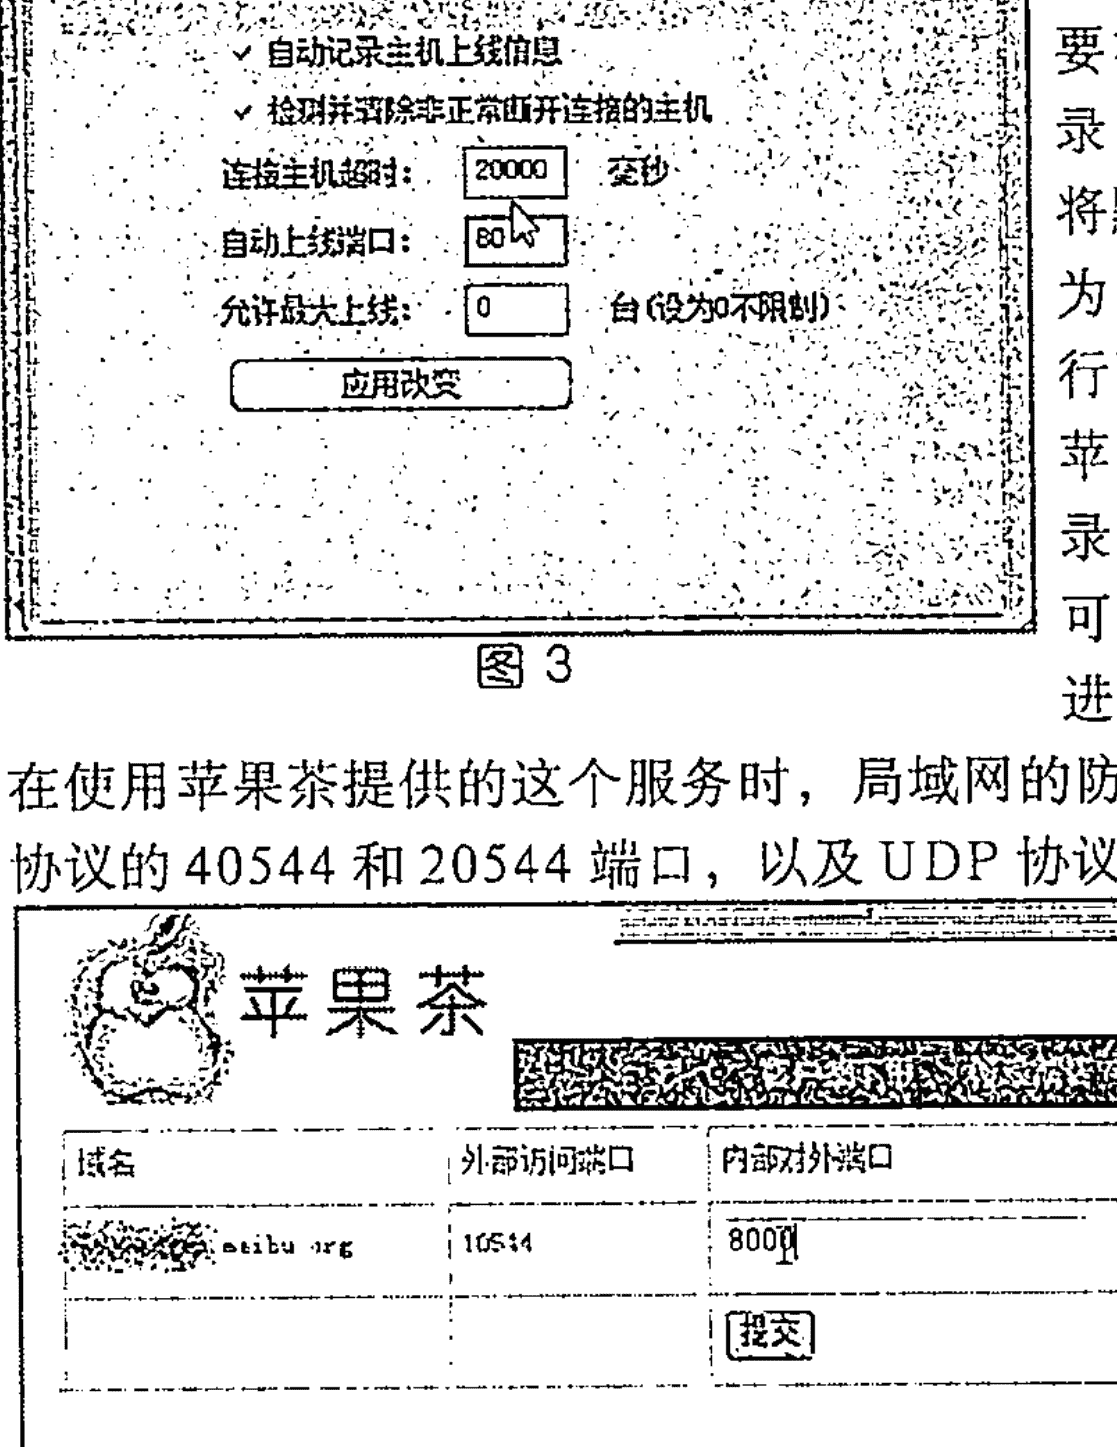 自动记录主机上线信息
检测并清除非正常断开连接的主机
连接主机超时： 20000 毫秒
自动上线端口： 80
允许最大上线： 0 台(设为0不限制)
应用改变
图 3
要
录
将
为
行
苹
录
可
进
在使用苹果茶提供的这个服务时，局域网的防
协议的 40544 和 20544 端口，以及 UDP 协议
苹果茶
域名 外部访问端口 内部对外端口
org 10544 8000
提交